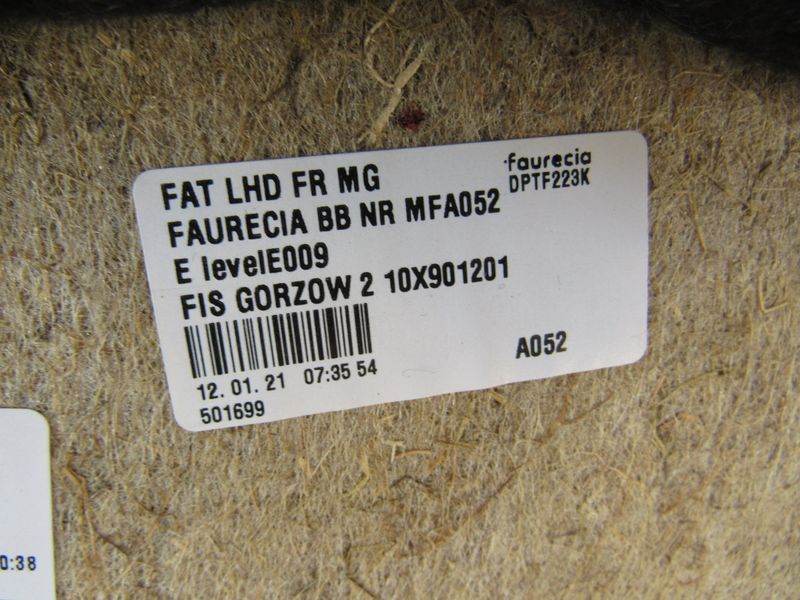 FAT LHD FR MG
faurecia
DPTF223K
FAURECIA BB NR MFA052
E levelE009
FIS GORZOW 2 10X901201
A052
12. 01. 21 07:35 54
501699
0:38